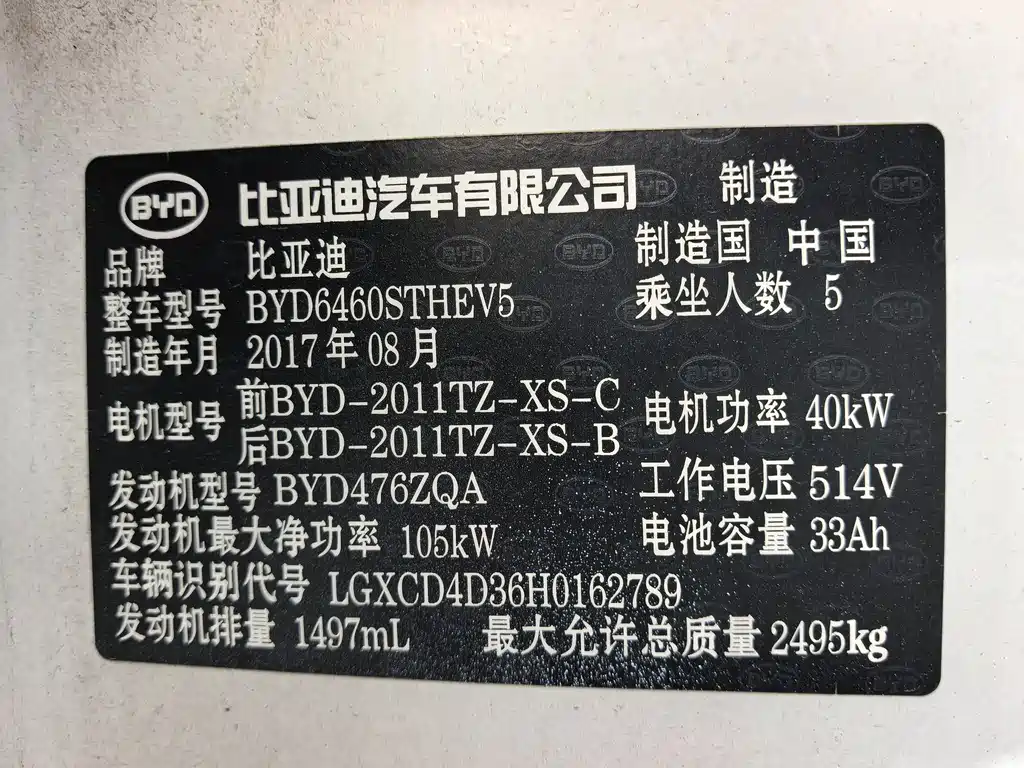 BYD 比亚迪汽车有限公司 制造
品牌 比亚迪 制造国 中国
整车型号 BYD6460STHEV5 乘坐人数 5
制造年月 2017年08月
电机型号 前BYD-2011TZ-XS-C 电机功率 40kW
后BYD-2011TZ-XS-B
发动机型号 BYD476ZQA 工作电压 514V
发动机最大净功率 105kW 电池容量 33Ah
车辆识别代号 LGXCD4D36H0162789
发动机排量 1497mL 最大允许总质量 2495kg